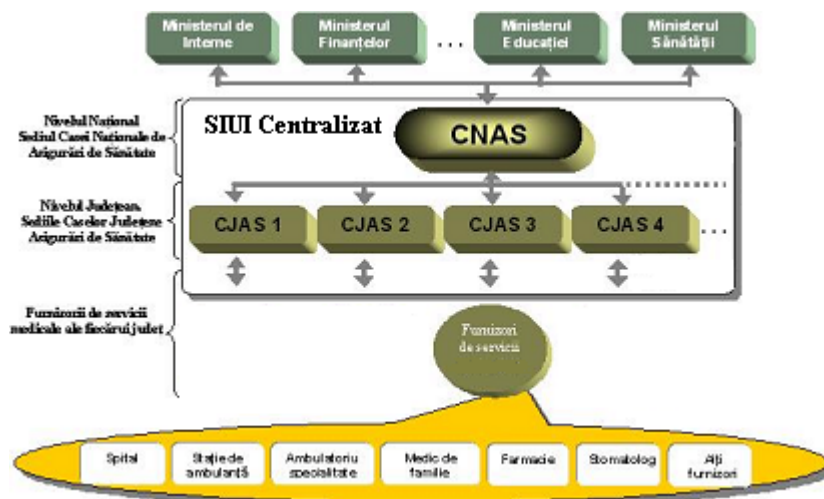 Ministerul de
Interne
Ministerul
Finanțelor
...
Ministerul
Educației
Ministerul
Sănătății
Nivelul Național
Sediul Casei Naționale de
Asigurări de Sănătate
SIUI Centralizat
CNAS
Nivelul Județean,
Sediile Caselor Județene
Asigurări de Sănătate
CJAS 1
CJAS 2
CJAS 3
CJAS 4
....
Furnizorii de servicii
medicale ale fiecărui județ
Furnizori
de servicii
Spital
Stație de
ambulanță
Ambulatoriu
specialitate
Medic de
familie
Farmacie
Stomatolog
Alți
furnizori